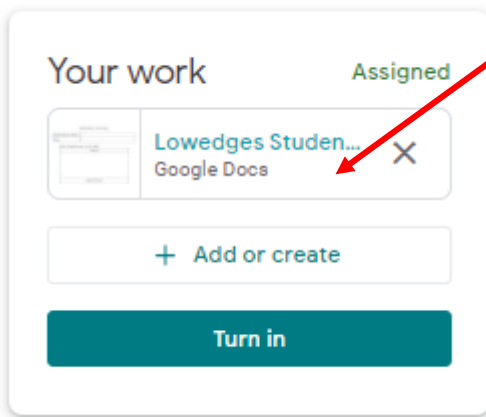 Your work
Assigned
Lowedges Studen...
Google Docs
+ Add or create
Turn in